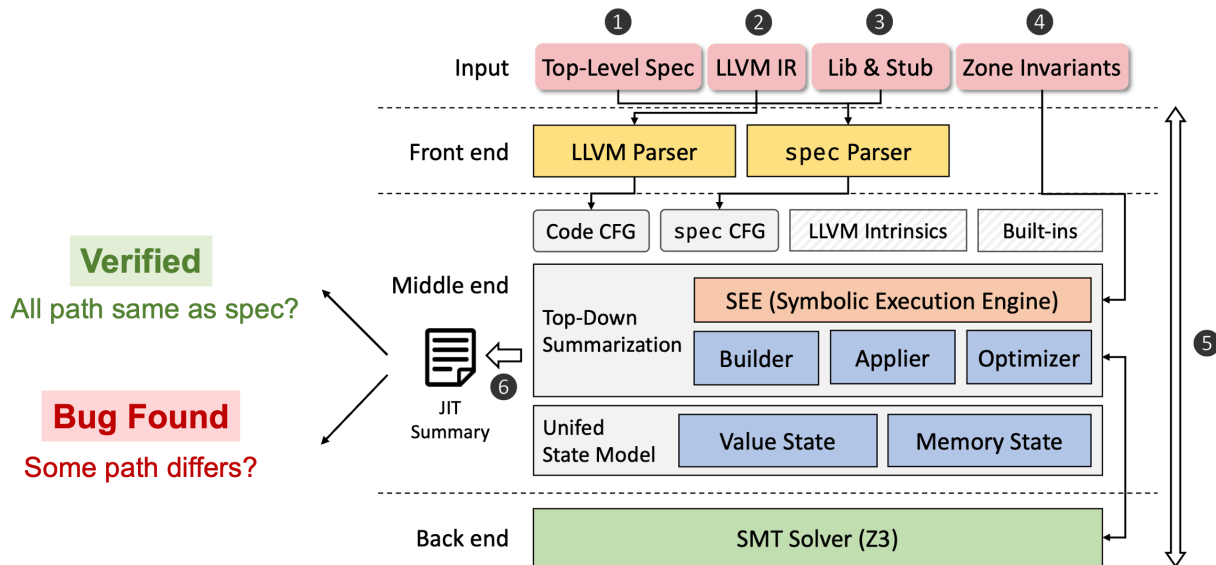 1 2 3 4
Input Top-Level Spec LLVM IR Lib & Stub Zone Invariants
Front end LLVM Parser spec Parser
Code CFG spec CFG LLVM Intrinsics Built-ins
Verified
All path same as spec?
Middle end
Top-Down
Summarization
SEE (Symbolic Execution Engine)
Builder Applier Optimizer
5
6
JIT
Summary
Bug Found
Some path differs?
Unifed
State Model
Value State Memory State
Back end SMT Solver (Z3)